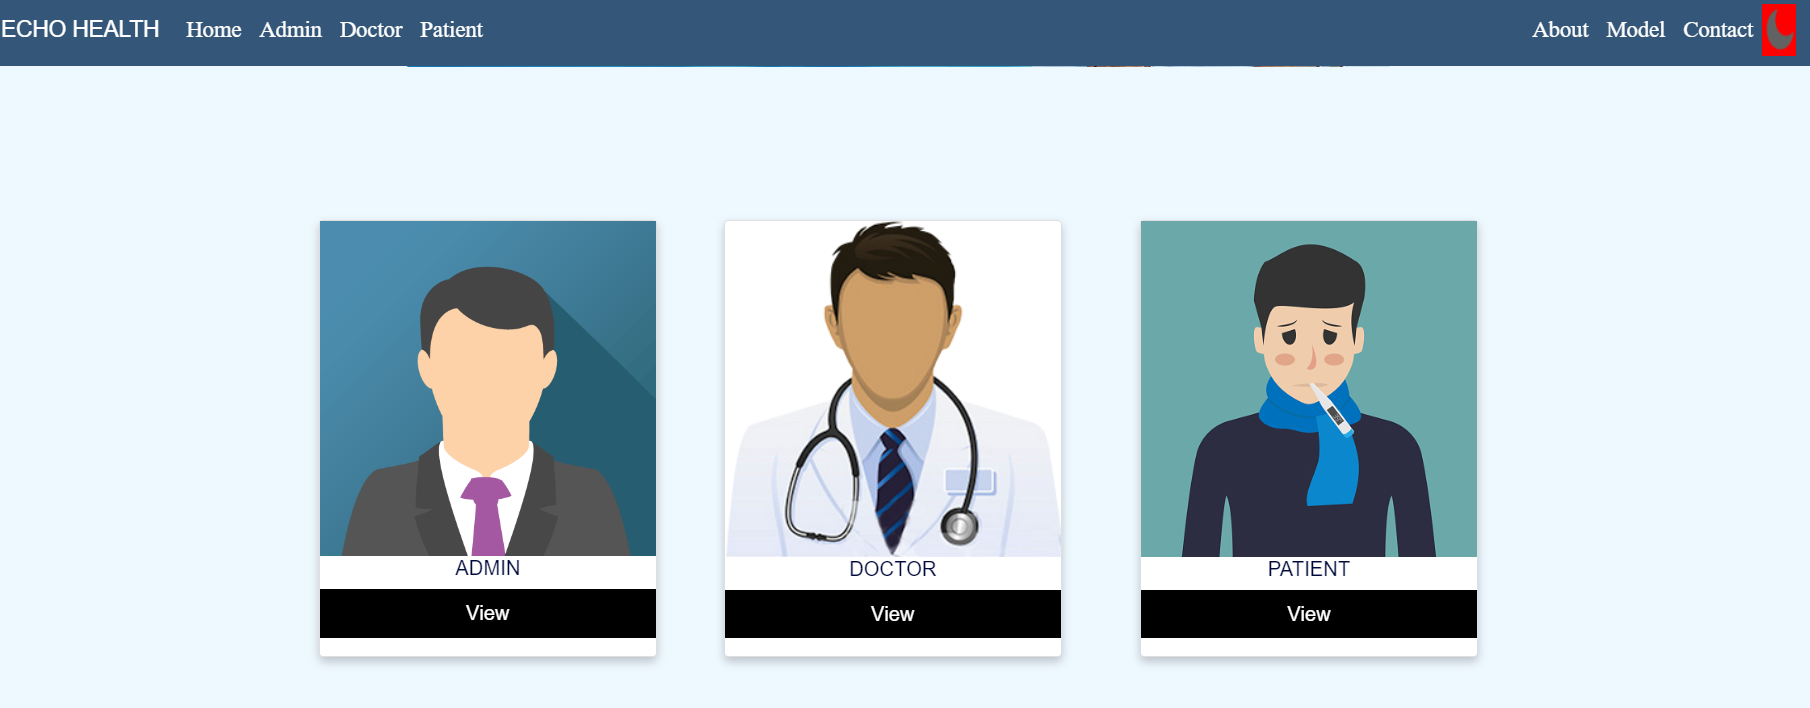 ECHO HEALTH Home Admin Doctor Patient About Model Contact
ADMIN DOCTOR PATIENT
View View View